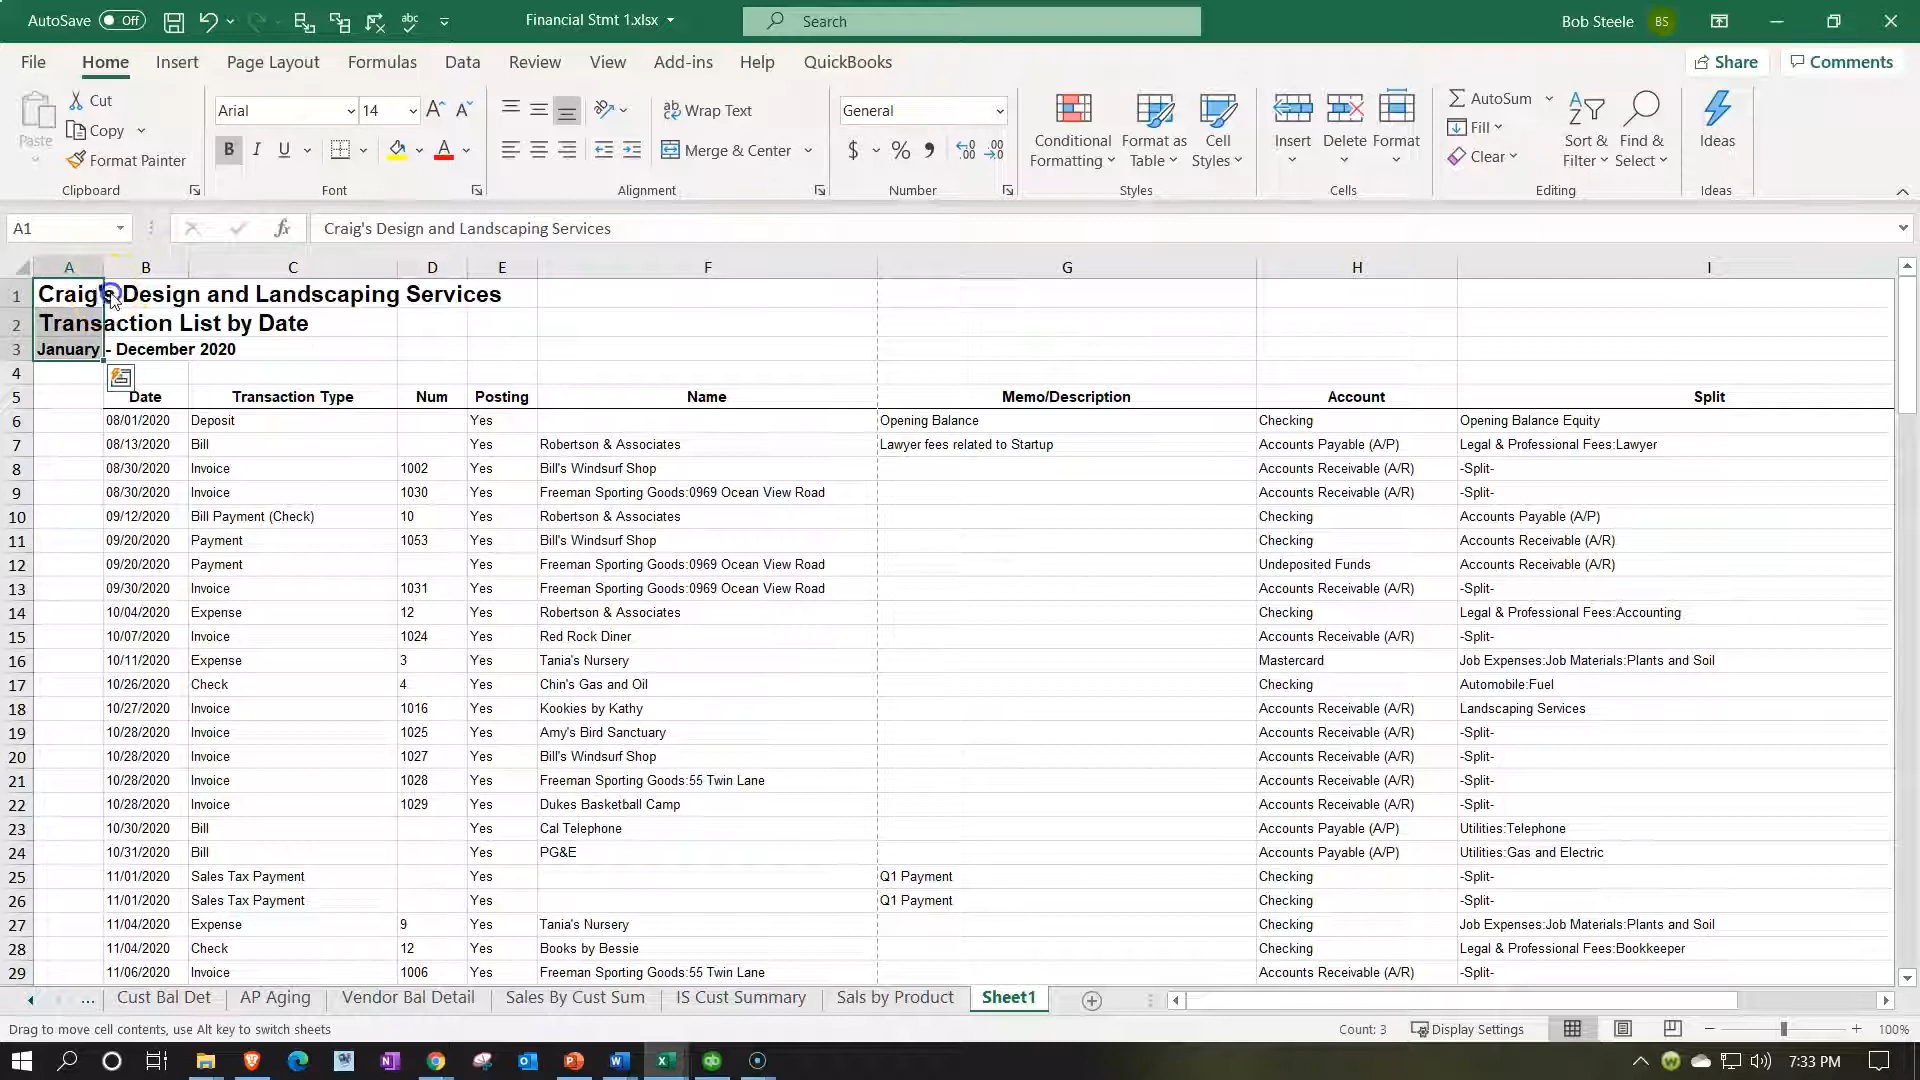 AutoSave Off Financial Stmt 1.xlsx Search Bob Steele BS
File Home Insert Page Layout Formulas Data Review View Add-ins Help QuickBooks Share Comments
Paste Cut Copy Format Painter Clipboard
Arial 14 B I U A Font
Wrap Text Merge & Center Alignment
General $ % Number
Conditional Formatting Format as Table Cell Styles Styles
Insert Delete Format Cells
AutoSum Fill Clear Sort & Filter Find & Select Editing
Ideas Ideas
A1 fx Craig's Design and Landscaping Services
A B C D E F G H I
1 Craig's Design and Landscaping Services
2 Transaction List by Date
3 January - December 2020
4
5 Date Transaction Type Num Posting Name Memo/Description Account Split
6 08/01/2020 Deposit Yes Opening Balance Checking Opening Balance Equity
7 08/13/2020 Bill Yes Robertson & Associates Lawyer fees related to Startup Accounts Payable (A/P) Legal & Professional Fees:Lawyer
8 08/30/2020 Invoice 1002 Yes Bill's Windsurf Shop Accounts Receivable (A/R) -Split-
9 08/30/2020 Invoice 1030 Yes Freeman Sporting Goods:0969 Ocean View Road Accounts Receivable (A/R) -Split-
10 09/12/2020 Bill Payment (Check) 10 Yes Robertson & Associates Checking Accounts Payable (A/P)
11 09/20/2020 Payment 1053 Yes Bill's Windsurf Shop Checking Accounts Receivable (A/R)
12 09/20/2020 Payment Yes Freeman Sporting Goods:0969 Ocean View Road Undeposited Funds Accounts Receivable (A/R)
13 09/30/2020 Invoice 1031 Yes Freeman Sporting Goods:0969 Ocean View Road Accounts Receivable (A/R) -Split-
14 10/04/2020 Expense 12 Yes Robertson & Associates Checking Legal & Professional Fees:Accounting
15 10/07/2020 Invoice 1024 Yes Red Rock Diner Accounts Receivable (A/R) -Split-
16 10/11/2020 Expense 3 Yes Tania's Nursery Mastercard Job Expenses:Job Materials:Plants and Soil
17 10/26/2020 Check 4 Yes Chin's Gas and Oil Checking Automobile:Fuel
18 10/27/2020 Invoice 1016 Yes Kookies by Kathy Accounts Receivable (A/R) Landscaping Services
19 10/28/2020 Invoice 1025 Yes Amy's Bird Sanctuary Accounts Receivable (A/R) -Split-
20 10/28/2020 Invoice 1027 Yes Bill's Windsurf Shop Accounts Receivable (A/R) -Split-
21 10/28/2020 Invoice 1028 Yes Freeman Sporting Goods:55 Twin Lane Accounts Receivable (A/R) -Split-
22 10/28/2020 Invoice 1029 Yes Dukes Basketball Camp Accounts Receivable (A/R) -Split-
23 10/30/2020 Bill Yes Cal Telephone Accounts Payable (A/P) Utilities:Telephone
24 10/31/2020 Bill Yes PG&E Accounts Payable (A/P) Utilities:Gas and Electric
25 11/01/2020 Sales Tax Payment Yes Q1 Payment Checking -Split-
26 11/01/2020 Sales Tax Payment Yes Q1 Payment Checking -Split-
27 11/04/2020 Expense 9 Yes Tania's Nursery Checking Job Expenses:Job Materials:Plants and Soil
28 11/04/2020 Check 12 Yes Books by Bessie Checking Legal & Professional Fees:Bookkeeper
29 11/06/2020 Invoice 1006 Yes Freeman Sporting Goods:55 Twin Lane Accounts Receivable (A/R) -Split-
... Cust Bal Det AP Aging Vendor Bal Detail Sales By Cust Sum IS Cust Summary Sals by Product Sheet1
Drag to move cell contents, use Alt key to switch sheets Count: 3 Display Settings 100%
7:33 PM